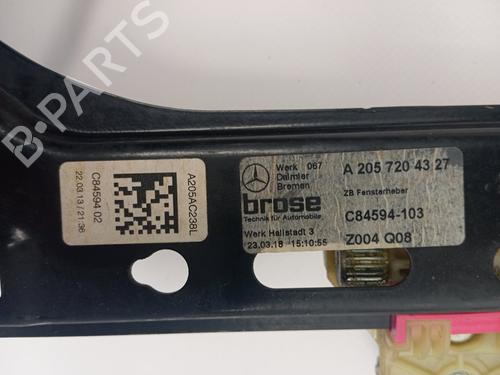 B-PARTS
C84594 02
22.03.13/21:36
A205AC238L
Werk 067
Daimler
Bremen
A 205 720 43 27
ZB Fensterheber
brose
Technik für Automobile
C84594-103
Werk Hallstadt 3
23.03.18 -15:10:55
Z004 Q08